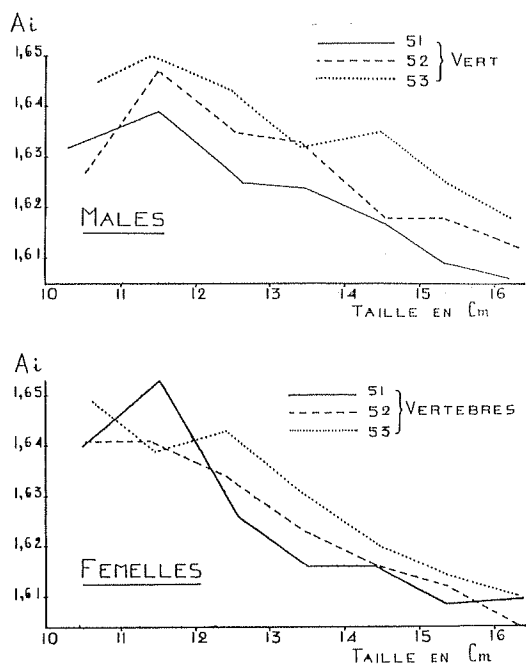 Ai
1,65
1,64
1,63
1,62
1,61
51
52
53
VERT
MALES
10 11 12 13 14 15 16
TAILLE EN Cm
Ai
1,65
1,64
1,63
1,62
1,61
51
52
53
VERTEBRES
FEMELLES
10 11 12 13 14 15 16
TAILLE EN Cm